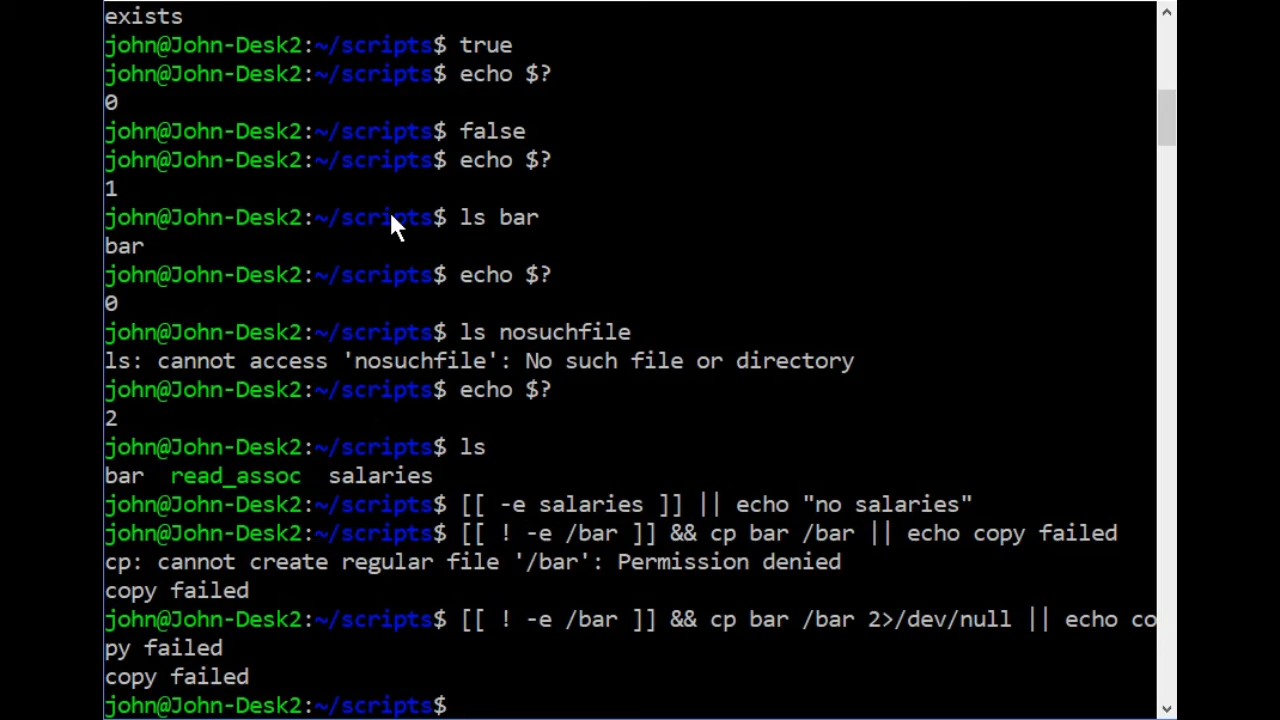 exists
john@John-Desk2:~/scripts$ true
john@John-Desk2:~/scripts$ echo $?
0
john@John-Desk2:~/scripts$ false
john@John-Desk2:~/scripts$ echo $?
1
john@John-Desk2:~/scripts$ ls bar
bar
john@John-Desk2:~/scripts$ echo $?
0
john@John-Desk2:~/scripts$ ls nosuchfile
ls: cannot access 'nosuchfile': No such file or directory
john@John-Desk2:~/scripts$ echo $?
2
john@John-Desk2:~/scripts$ ls
bar  read_assoc  salaries
john@John-Desk2:~/scripts$ [[ -e salaries ]] || echo "no salaries"
john@John-Desk2:~/scripts$ [[ ! -e /bar ]] && cp bar /bar || echo copy failed
cp: cannot create regular file '/bar': Permission denied
copy failed
john@John-Desk2:~/scripts$ [[ ! -e /bar ]] && cp bar /bar 2>/dev/null || echo co
py failed
copy failed
john@John-Desk2:~/scripts$